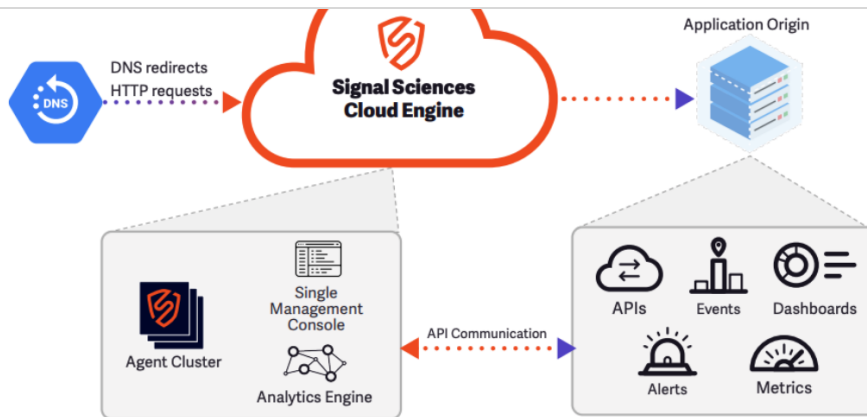 Application Origin
DNS redirects
HTTP requests
DNS
Signal Sciences
Cloud Engine
Single
Management
Console
Agent Cluster
Analytics Engine
API Communication
APIs
Events
Dashboards
Alerts
Metrics